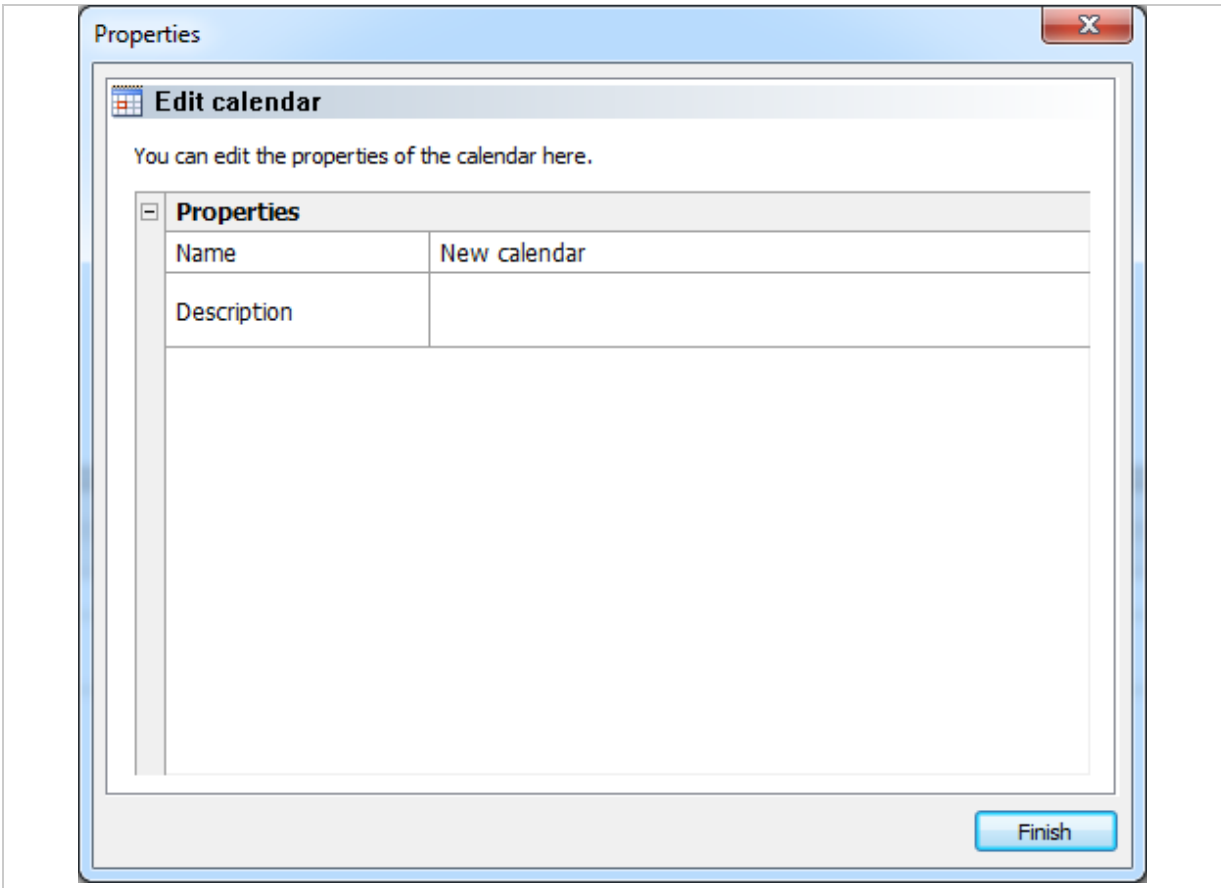 Properties
Edit calendar
You can edit the properties of the calendar here.
Properties
Name New calendar
Description
Finish